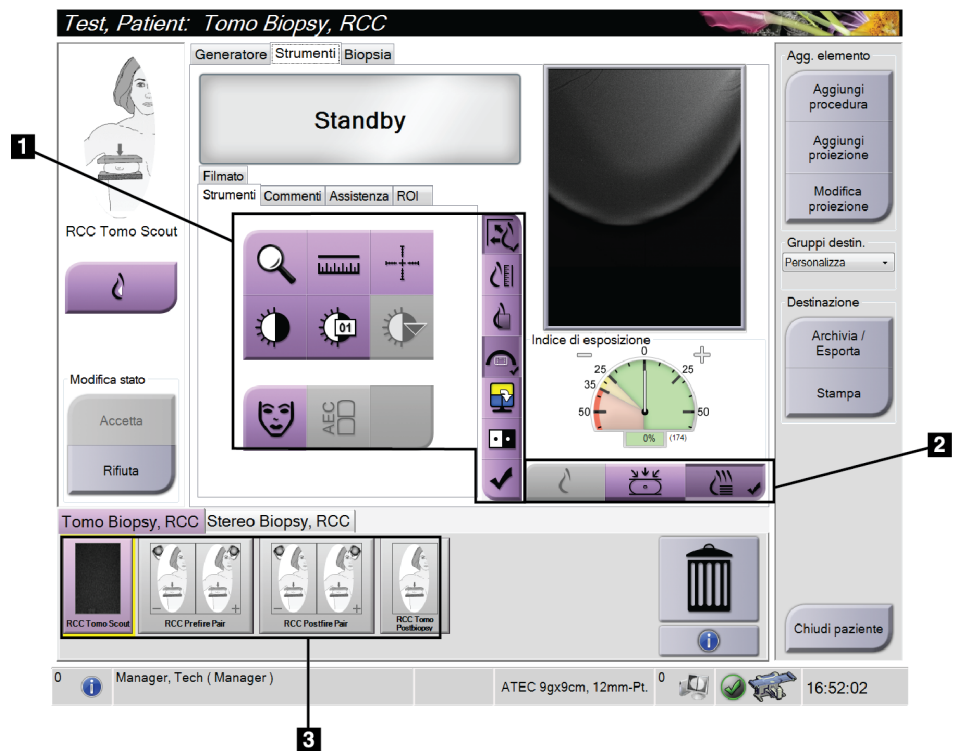 Test, Patient: Tomo Biopsy, RCC
Generatore Strumenti Biopsia
Agg. elemento
Aggiungi
procedura
Aggiungi
proiezione
Modifica
proiezione
Gruppi destin.
Personalizza
Destinazione
Archivia /
Esporta
Stampa
Chiudi paziente
Standby
1
Filmato
Strumenti Commenti Assistenza ROI
RCC Tomo Scout
01
AEC
Indice di esposizione
0
25 25
35
50 50
0% (174)
Modifica stato
Accetta
Rifiuta
2
Tomo Biopsy, RCC Stereo Biopsy, RCC
RCC Tomo Scout
RCC Prefire Pair
RCC Postfire Pair
RCC Tomo
Postbiopsy
0 Manager, Tech ( Manager ) ATEC 9gx9cm, 12mm-Pt. 0 16:52:02
3